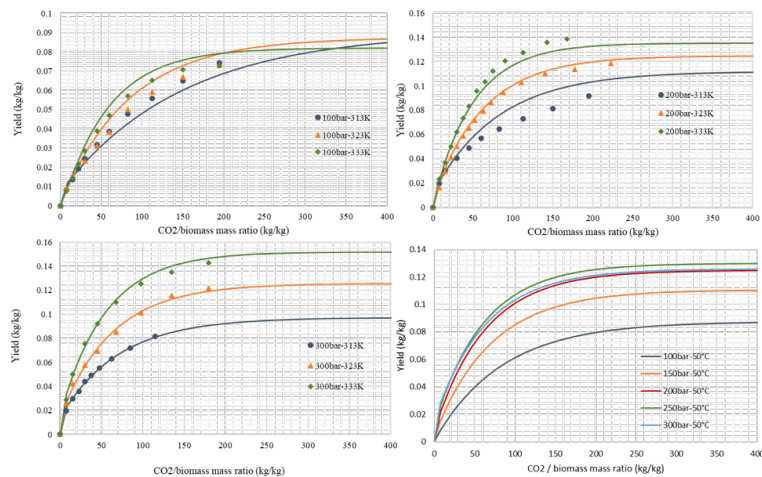 0.1
0.09
0.08
0.07
0.06
0.05
0.04
0.03
0.02
0.01
0
Yield (kg/kg)
100bar-313K
100bar-323K
100bar-333K
0 50 100 150 200 250 300 350 400
CO2/biomass mass ratio (kg/kg)
0.16
0.14
0.12
0.1
0.08
0.06
0.04
0.02
0
Yield (kg/kg)
200bar-313K
200bar-323K
200bar-333K
0 50 100 150 200 250 300 350 400
CO2/biomass mass ratio (kg/kg)
0.16
0.14
0.12
0.1
0.08
0.06
0.04
0.02
0
Yield (kg/kg)
300bar-313K
300bar-323K
300bar-333K
0 50 100 150 200 250 300 350 400
CO2/biomass mass ratio (kg/kg)
0.14
0.12
0.1
0.08
0.06
0.04
0.02
0
Yield (kg/kg)
100bar-50°C
150bar-50°C
200bar-50°C
250bar-50°C
300bar-50°C
0 50 100 150 200 250 300 350 400
CO2 / biomass mass ratio (kg/kg)